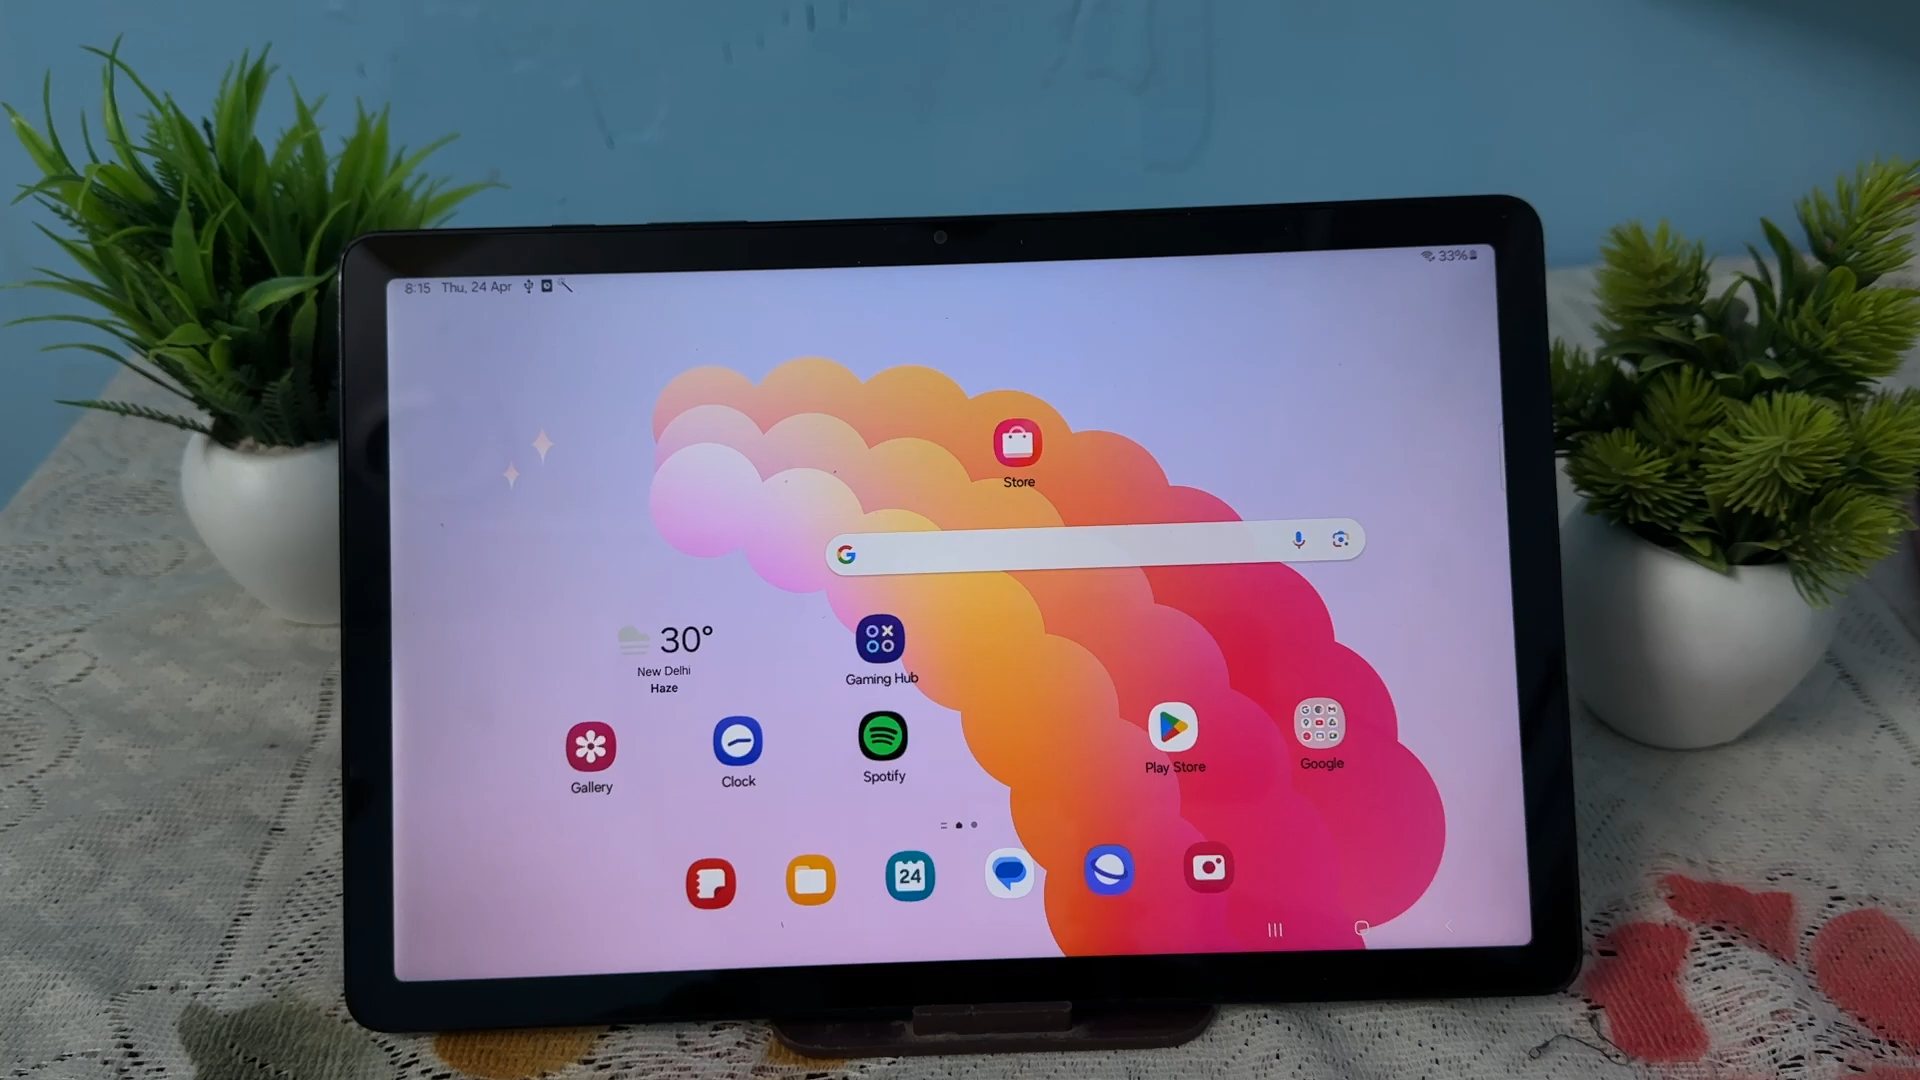 8:15 Thu, 24 Apr
33%
Store
30°
New Delhi
Haze
Gaming Hub
Gallery
Clock
Spotify
Play Store
Google
24